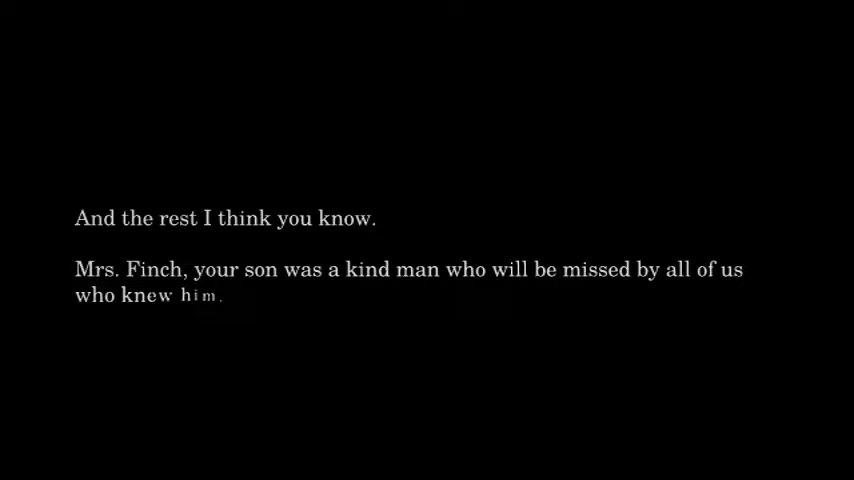 And the rest I think you know.
Mrs. Finch, your son was a kind man who will be missed by all of us
who knew him.